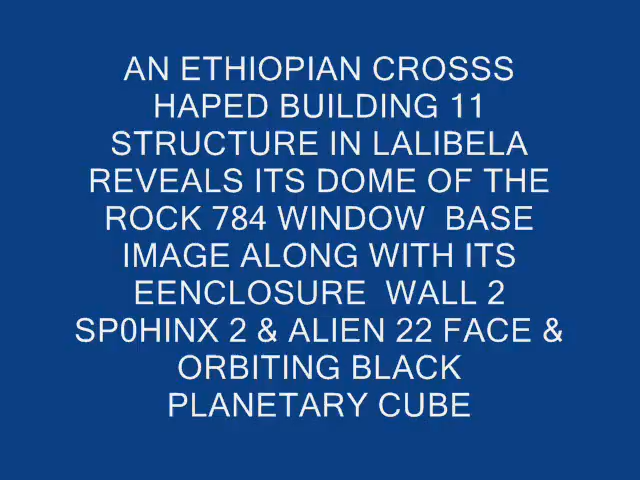 AN ETHIOPIAN CROSSS
HAPED BUILDING 11
STRUCTURE IN LALIBELA
REVEALS ITS DOME OF THE
ROCK 784 WINDOW  BASE
IMAGE ALONG WITH ITS
EENCLOSURE  WALL 2
SP0HINX 2 & ALIEN 22 FACE &
ORBITING BLACK
PLANETARY CUBE